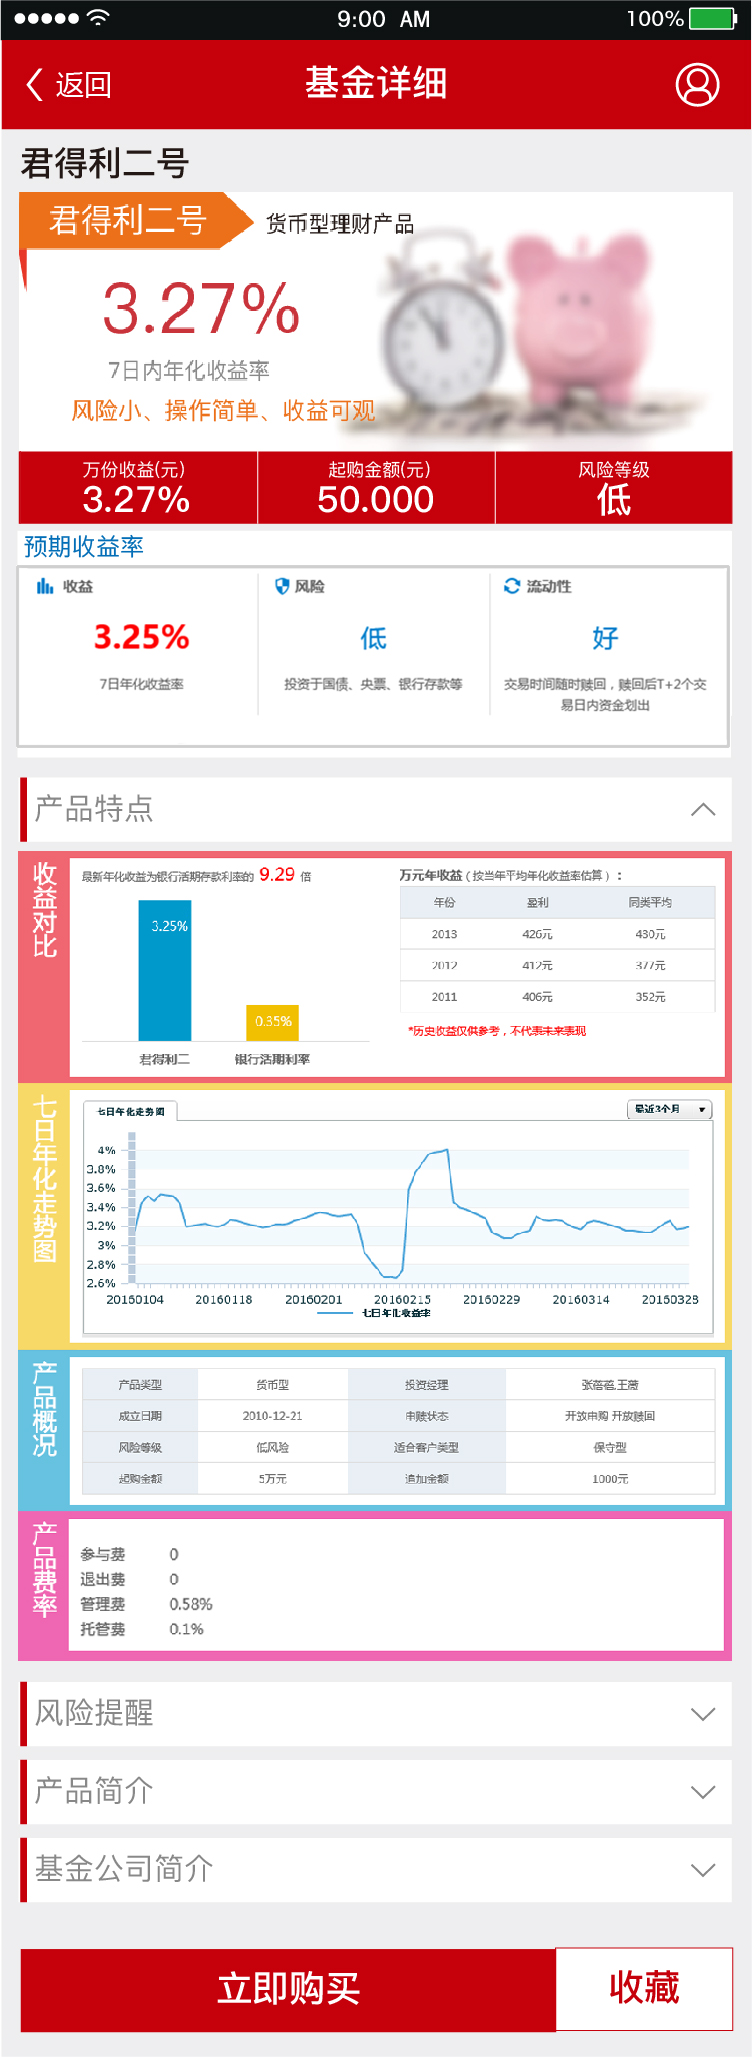 9:00 AM
100%
返回
基金详细
君得利二号
君得利二号
货币型理财产品
3.27%
7日内年化收益率
风险小、操作简单、收益可观
万份收益(元)
3.27%
起购金额(元)
50.000
风险等级
低
预期收益率
收益
3.25%
7日年化收益率
风险
低
投资于国债、央票、银行存款等
流动性
好
交易时间随时赎回，赎回后T+2个交
易日内资金划出
产品特点
收益对比
最新年化收益为银行活期存款利率的 9.29 倍
3.25%
0.35%
君得利二
银行活期利率
万元年收益（按当年平均年化收益率估算）：
年份 盈利 同类平均
2013 426元 430元
2012 412元 377元
2011 406元 352元
*历史收益仅供参考，不代表未来表现
七日年化走势图
七日年化走势图
最近3个月
4%
3.8%
3.6%
3.4%
3.2%
3%
2.8%
2.6%
20160104 20160118 20160201 20160215 20160229 20160314 20160328
七日年化收益率
产品概况
产品类型 货币型 投资经理 张蓓蓓,王薇
成立日期 2010-12-21 申赎状态 开放申购 开放赎回
风险等级 低风险 适合客户类型 保守型
起购金额 5万元 追加金额 1000元
产品费率
参与费 0
退出费 0
管理费 0.58%
托管费 0.1%
风险提醒
产品简介
基金公司简介
立即购买
收藏